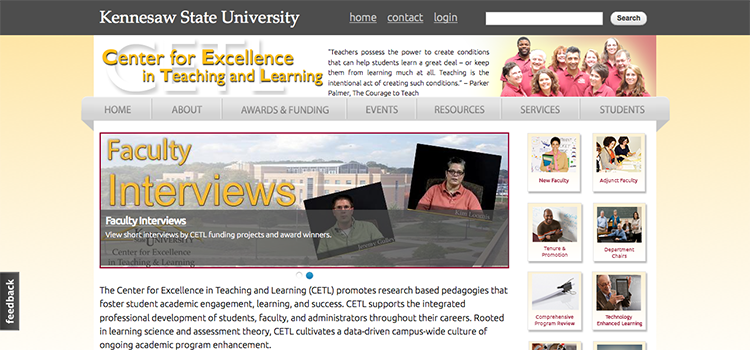 Kennesaw State University
home contact login
Search
CETL
Center for Excellence
in Teaching and Learning
"Teachers possess the power to create conditions
that can help students learn a great deal – or keep
them from learning much at all. Teaching is the
intentional act of creating such conditions." – Parker
Palmer, The Courage to Teach
HOME ABOUT AWARDS & FUNDING EVENTS RESOURCES SERVICES STUDENTS
Faculty
Interviews
Kim Loomis
Faculty Interviews
View short interviews by CETL funding projects and award winners.
UNIVERSITY
Center for Excellence
in Teaching & Learning
New Faculty
Adjunct Faculty
Tenure &
Promotion
Department
Chairs
Comprehensive
Program Review
Technology
Enhanced Learning
feedback
The Center for Excellence in Teaching and Learning (CETL) promotes research based pedagogies that
foster student academic engagement, learning, and success. CETL supports the integrated
professional development of students, faculty, and administrators throughout their careers. Rooted
in learning science and assessment theory, CETL cultivates a data-driven campus-wide culture of
ongoing academic program enhancement.